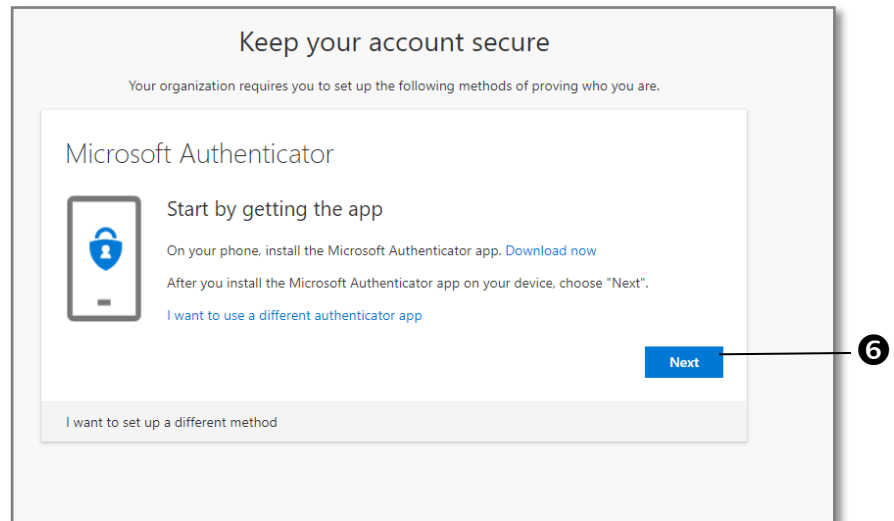 Keep your account secure
Your organization requires you to set up the following methods of proving who you are.
Microsoft Authenticator
Start by getting the app
On your phone, install the Microsoft Authenticator app. Download now
After you install the Microsoft Authenticator app on your device, choose "Next".
I want to use a different authenticator app
Next
❻
I want to set up a different method